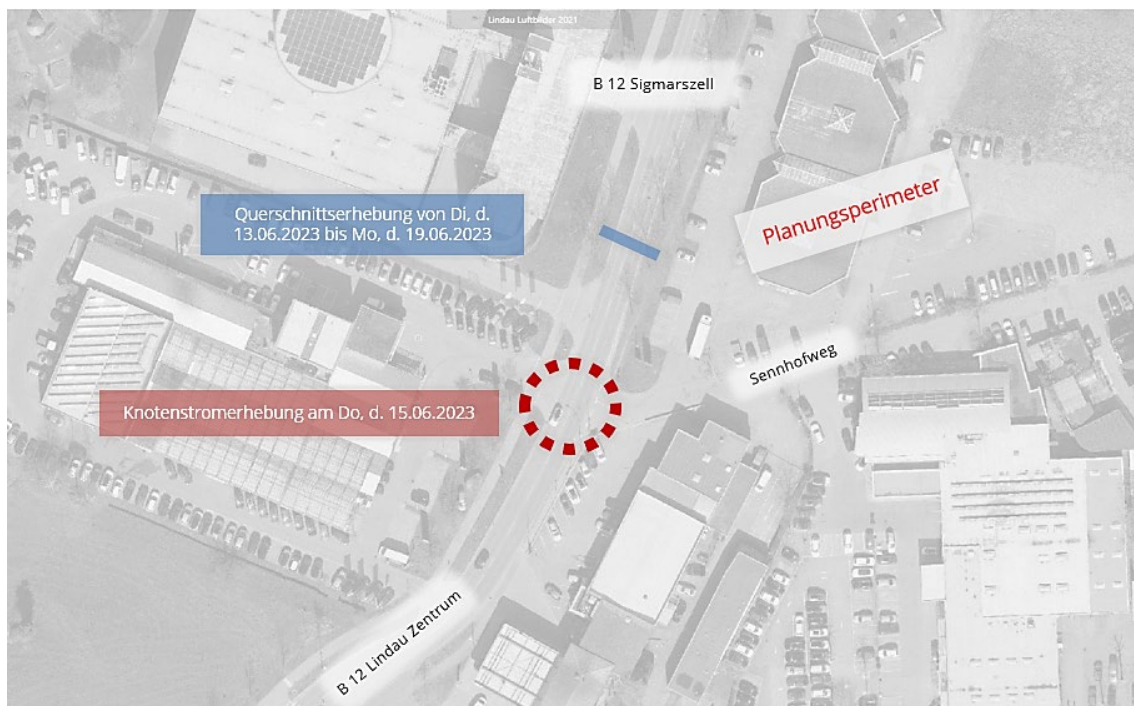 Lindau Luftbilder 2021
B 12 Sigmarszell
Querschnittserhebung von Di, d.
13.06.2023 bis Mo, d. 19.06.2023
Planungsperimeter
Sennhofweg
Knotenstromerhebung am Do, d. 15.06.2023
B 12 Lindau Zentrum